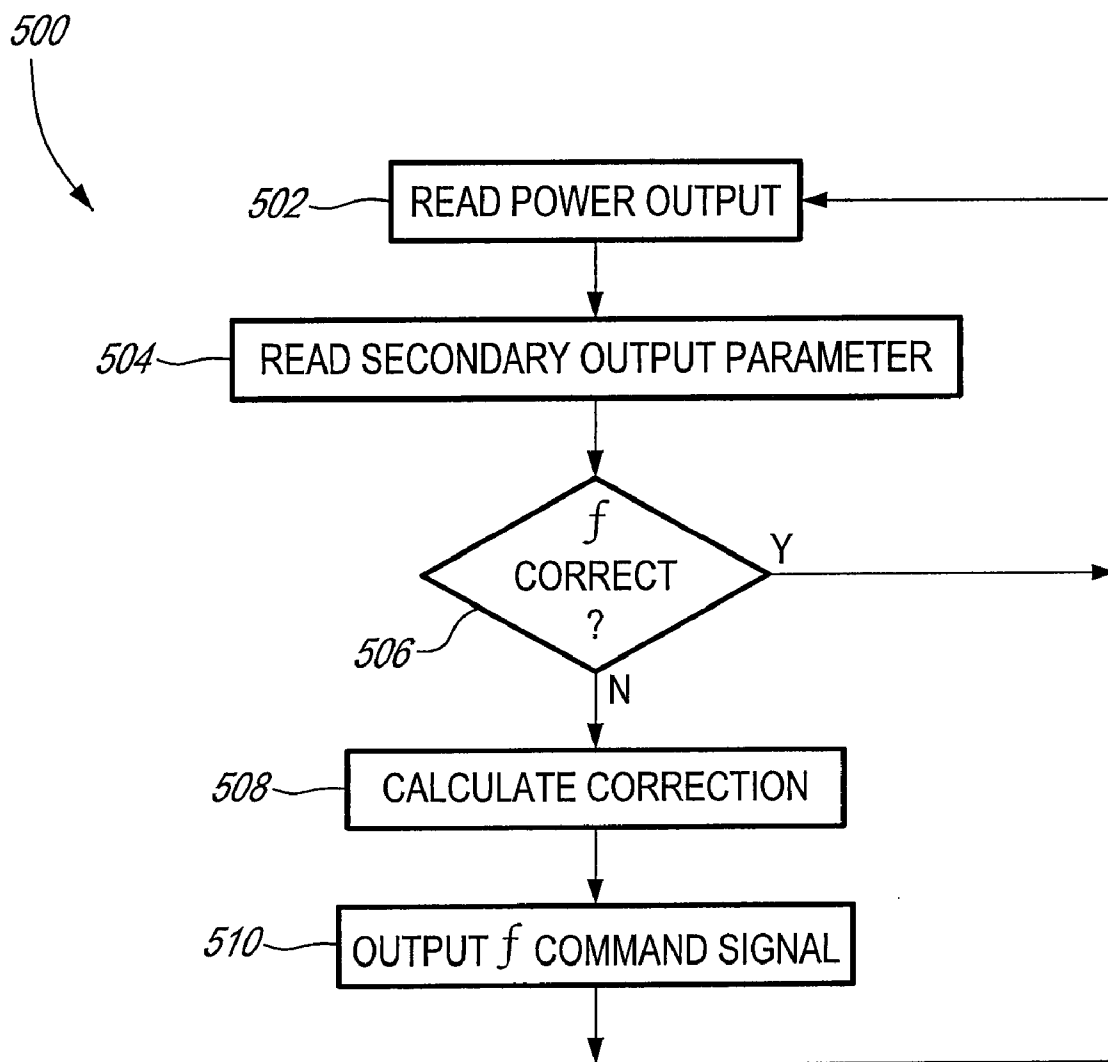 500
502
READ POWER OUTPUT
504
READ SECONDARY OUTPUT PARAMETER
f
CORRECT
?
Y
506
N
508
CALCULATE CORRECTION
510
OUTPUT f COMMAND SIGNAL